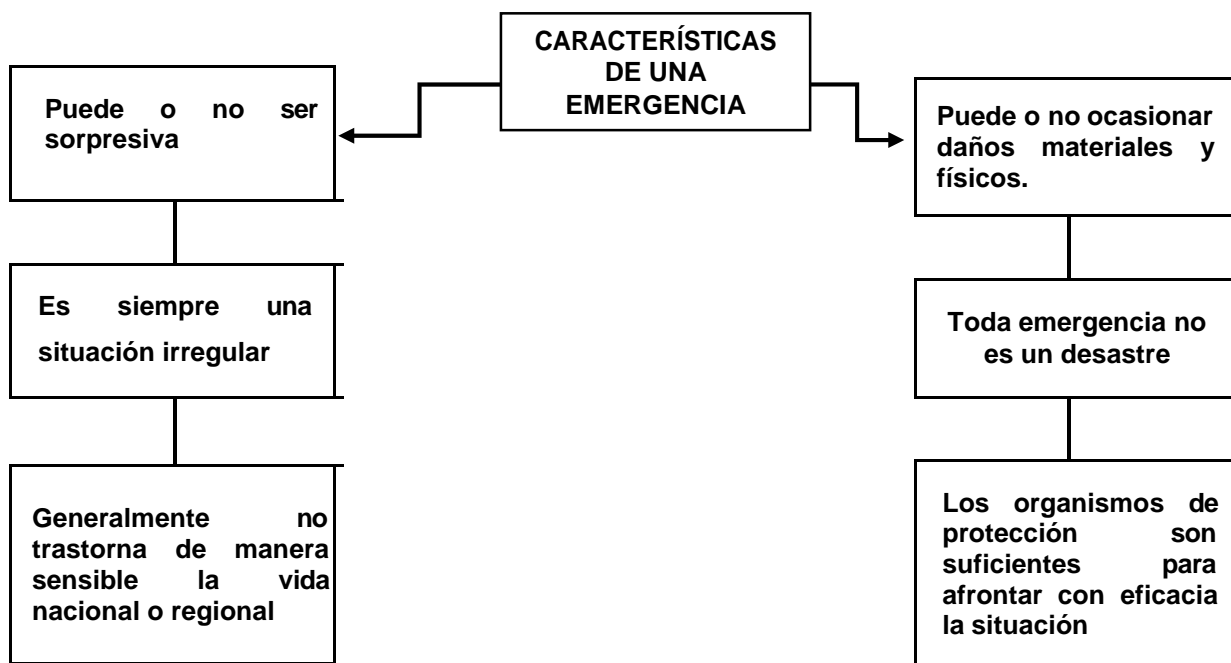 CARACTERÍSTICAS
DE UNA
EMERGENCIA
Puede o no ser
sorpresiva
Es siempre una
situación irregular
Generalmente no
trastorna de manera
sensible la vida
nacional o regional
Puede o no ocasionar
daños materiales y
físicos.
Toda emergencia no
es un desastre
Los organismos de
protección son
suficientes para
afrontar con eficacia
la situación